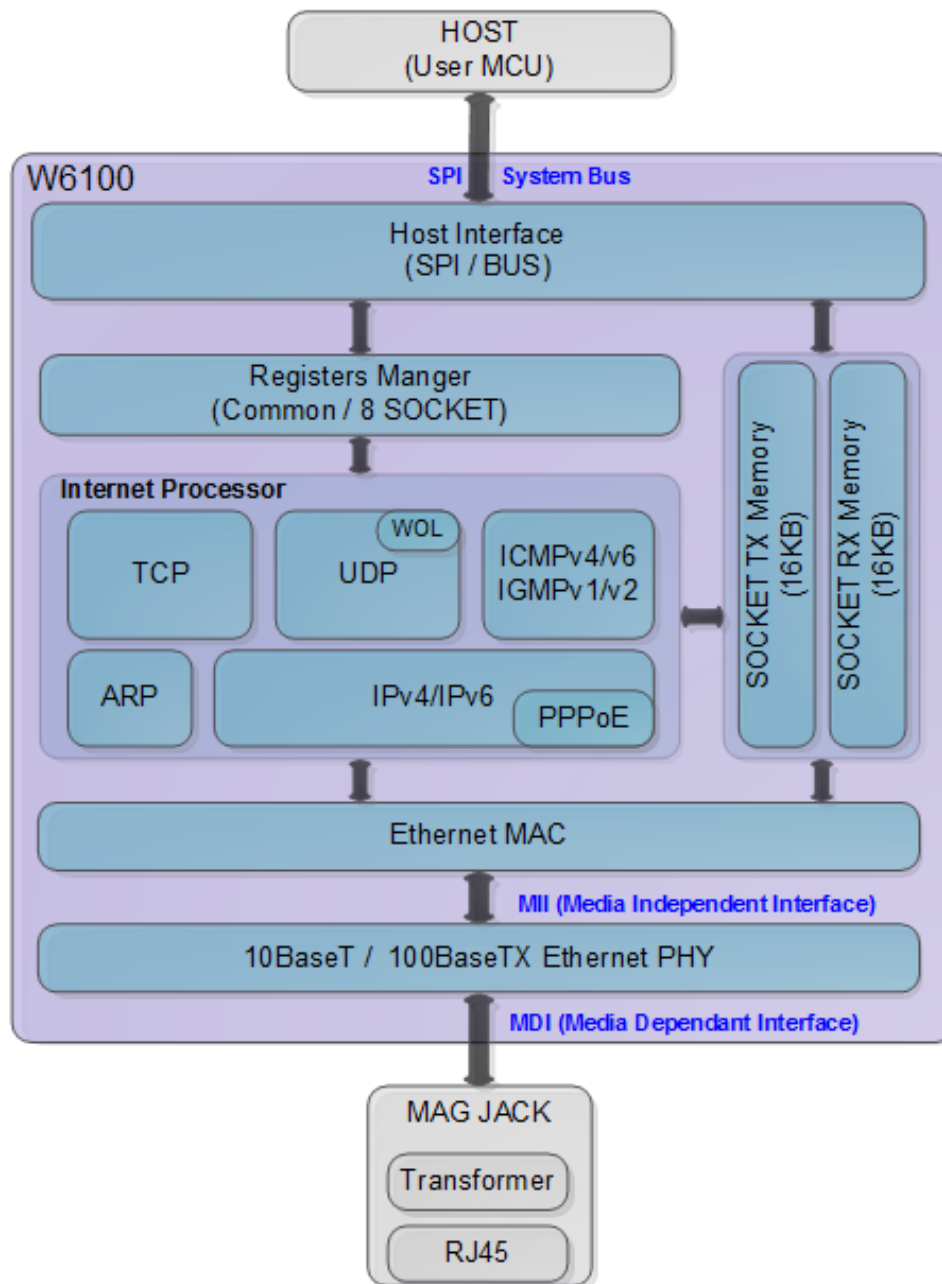 HOST
(User MCU)
W6100
SPI System Bus
Host Interface
(SPI / BUS)
Registers Manger
(Common / 8 SOCKET)
SOCKET TX Memory
(16KB)
SOCKET RX Memory
(16KB)
Internet Processor
TCP
UDP
WOL
ICMPv4/v6
IGMPv1/v2
ARP
IPv4/IPv6
PPPoE
Ethernet MAC
MII (Media Independent Interface)
10BaseT / 100BaseTX Ethernet PHY
MDI (Media Dependant Interface)
MAG JACK
Transformer
RJ45